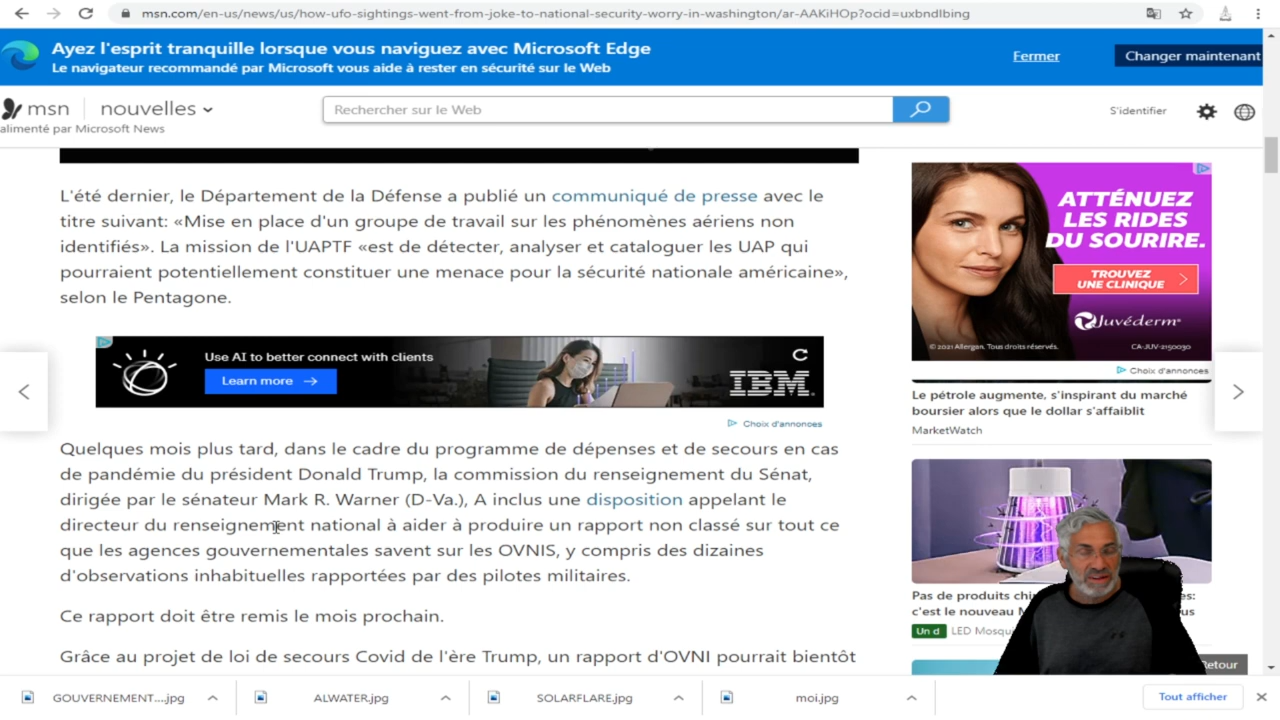 msn.com/en-us/news/us/how-ufo-sightings-went-from-joke-to-national-security-worry-in-washington/ar-AAKiHOp?ocid=uxbndlbing
Ayez l'esprit tranquille lorsque vous naviguez avec Microsoft Edge
Le navigateur recommandé par Microsoft vous aide à rester en sécurité sur le Web
Fermer
Changer maintenant
msn
nouvelles
alimenté par Microsoft News
Rechercher sur le Web
S'identifier
L'été dernier, le Département de la Défense a publié un communiqué de presse avec le
titre suivant: «Mise en place d'un groupe de travail sur les phénomènes aériens non
identifiés». La mission de l'UAPTF «est de détecter, analyser et cataloguer les UAP qui
pourraient potentiellement constituer une menace pour la sécurité nationale américaine»,
selon le Pentagone.
Use AI to better connect with clients
Learn more
IBM.
Choix d'annonces
Quelques mois plus tard, dans le cadre du programme de dépenses et de secours en cas
de pandémie du président Donald Trump, la commission du renseignement du Sénat,
dirigée par le sénateur Mark R. Warner (D-Va.), A inclus une disposition appelant le
directeur du renseignement national à aider à produire un rapport non classé sur tout ce
que les agences gouvernementales savent sur les OVNIS, y compris des dizaines
d'observations inhabituelles rapportées par des pilotes militaires.
Ce rapport doit être remis le mois prochain.
Grâce au projet de loi de secours Covid de l'ère Trump, un rapport d'OVNI pourrait bientôt
ATTÉNUEZ
LES RIDES
DU SOURIRE.
TROUVEZ
UNE CLINIQUE
JUVÉDERM
© 2021 Allergan. Tous droits réservés.
CA-JUV-2150030
Choix d'annonces
Le pétrole augmente, s'inspirant du marché
boursier alors que le dollar s'affaiblit
MarketWatch
Pas de produits chi
es:
c'est le nouveau M
us
Un d
LED Mosqu
Retour
GOUVERNEMENT....jpg
ALWATER.jpg
SOLARFLARE.jpg
moi.jpg
Tout afficher